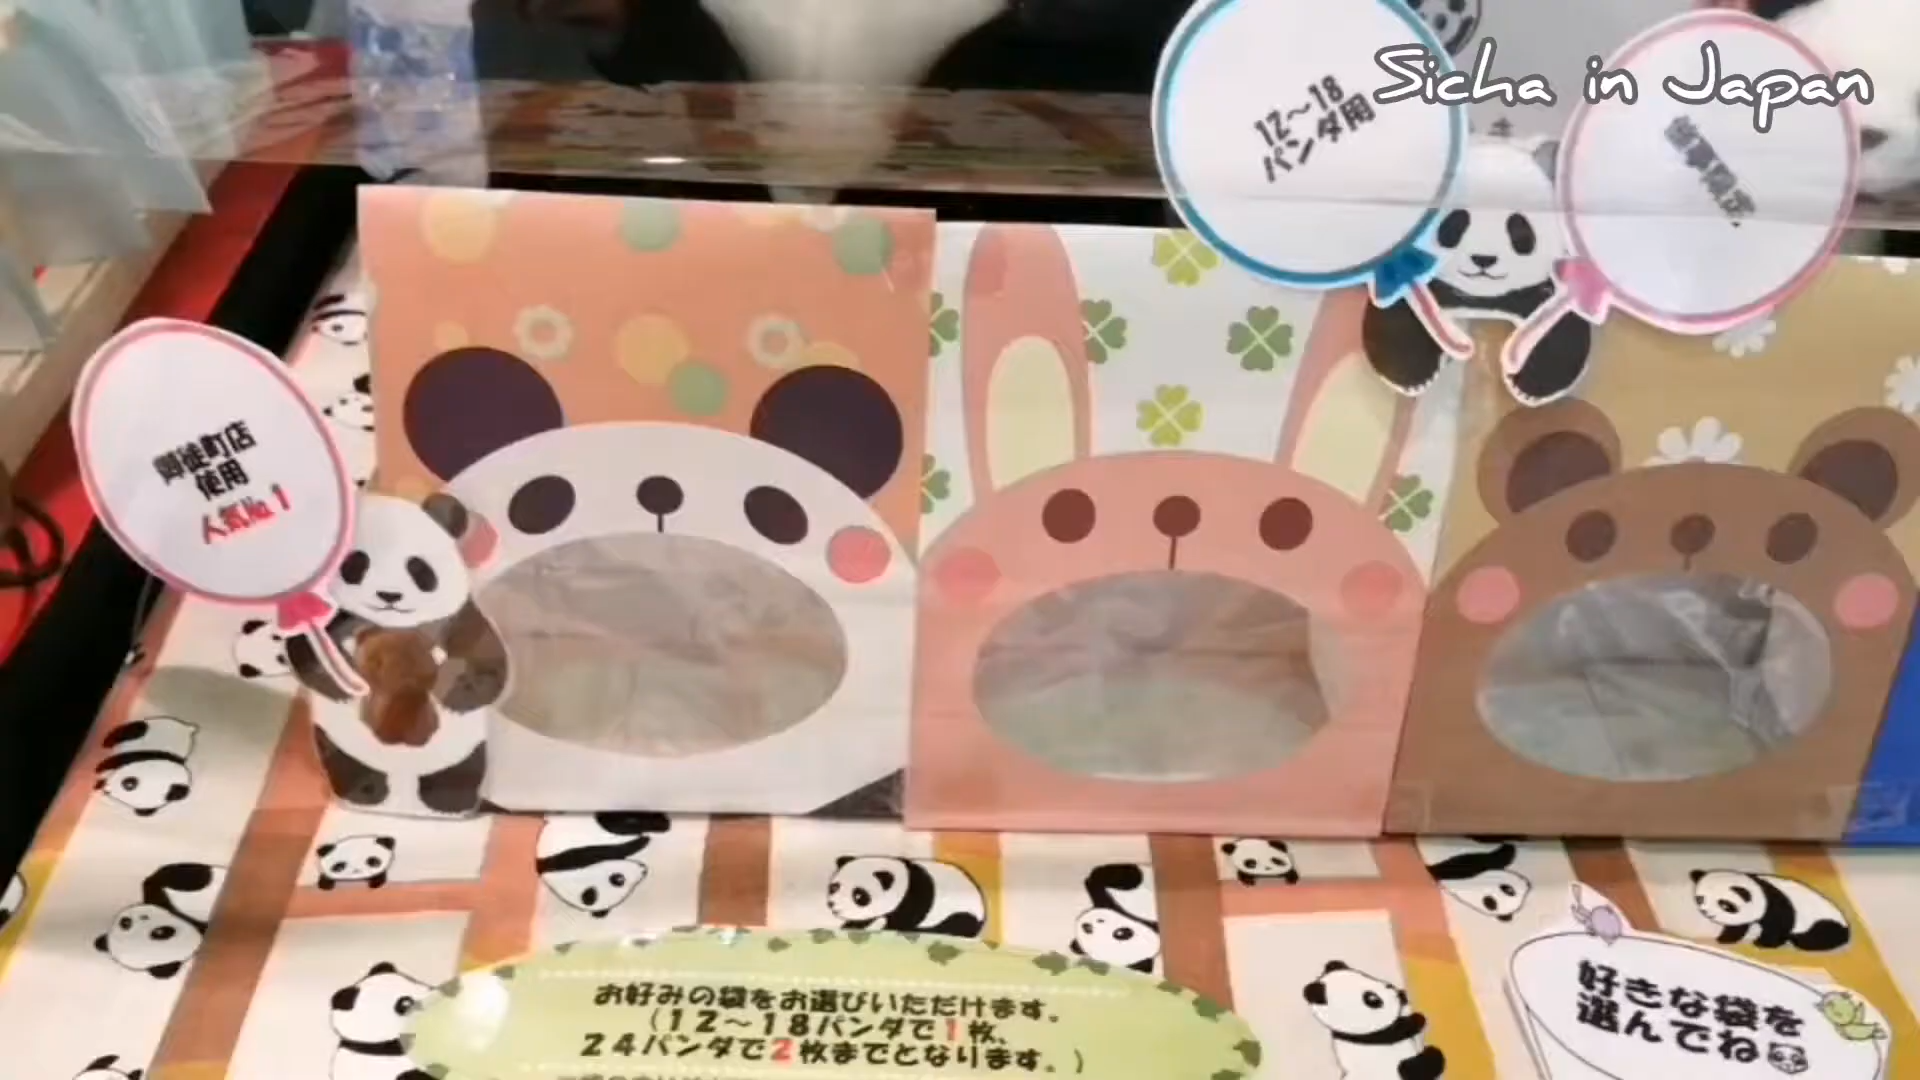 Sicha in Japan
12～18
パンダ用
御徒町店
使用
人気№1
お好みの袋をお選びいただけます。
(12～18パンダで1枚、
24パンダで2枚までとなります。)
好きな袋を
選んでね